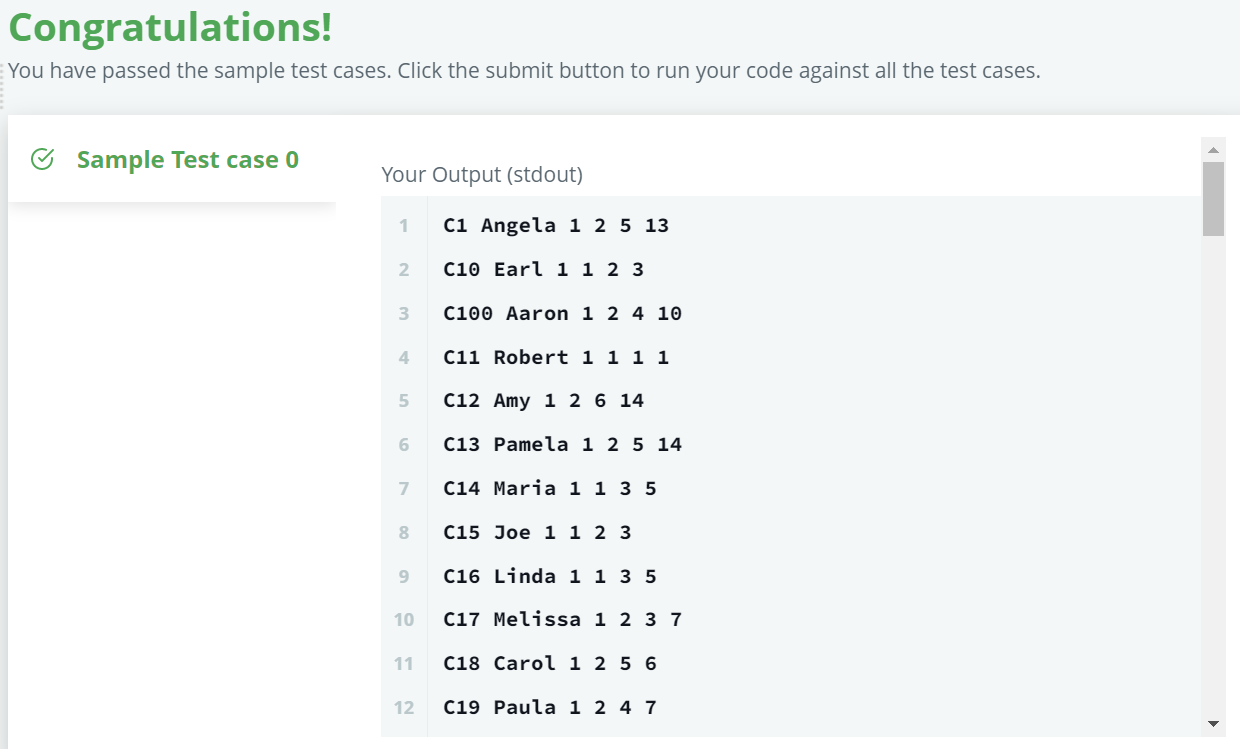 Congratulations!
You have passed the sample test cases. Click the submit button to run your code against all the test cases.
Sample Test case 0
Your Output (stdout)
1 C1 Angela 1 2 5 13
2 C10 Earl 1 1 2 3
3 C100 Aaron 1 2 4 10
4 C11 Robert 1 1 1 1
5 C12 Amy 1 2 6 14
6 C13 Pamela 1 2 5 14
7 C14 Maria 1 1 3 5
8 C15 Joe 1 1 2 3
9 C16 Linda 1 1 3 5
10 C17 Melissa 1 2 3 7
11 C18 Carol 1 2 5 6
12 C19 Paula 1 2 4 7